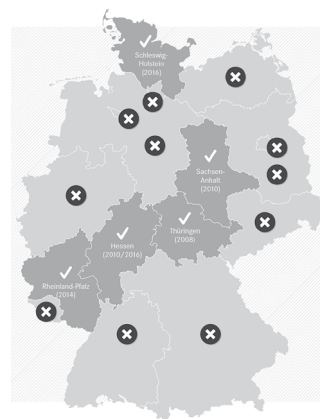 Schleswig-
Holstein
(2016)
Sachsen-
Anhalt
(2010)
Hessen
(2010/2016)
Thüringen
(2008)
Rheinland-Pfalz
(2014)